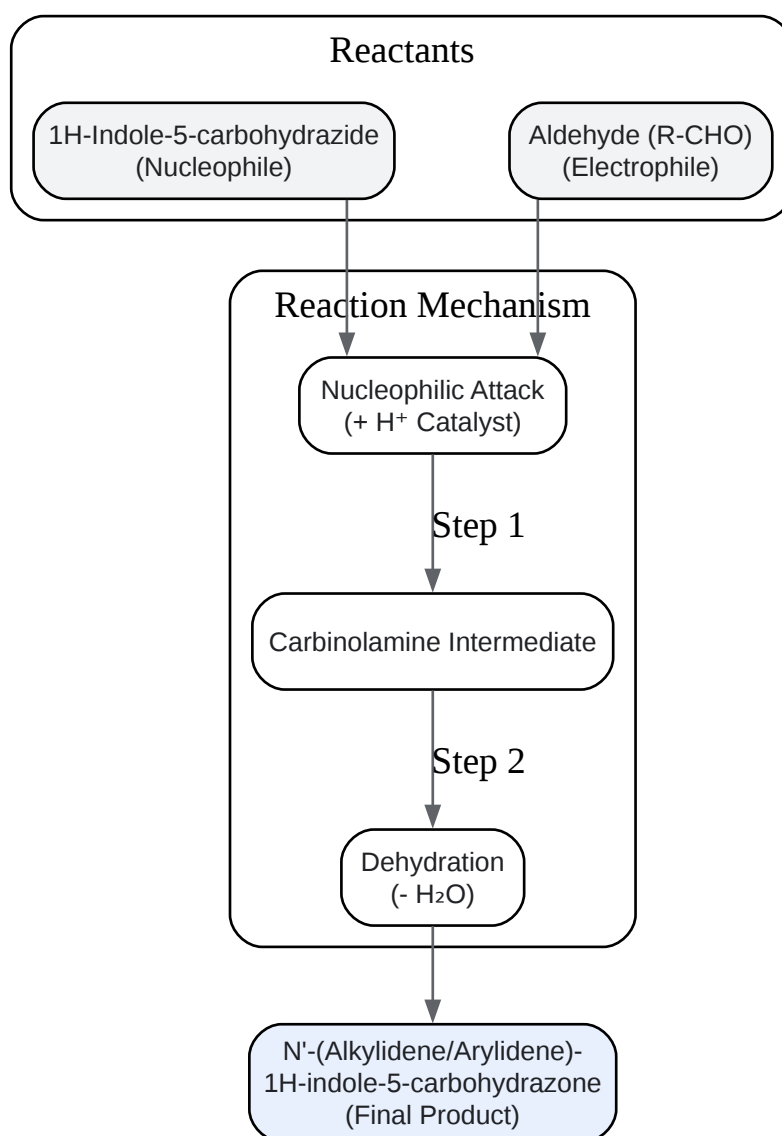 Reactants
1H-Indole-5-carbohydrazide
(Nucleophile)
Aldehyde (R-CHO)
(Electrophile)
Reaction Mechanism
Nucleophilic Attack
(+ H⁺ Catalyst)
Step 1
Carbinolamine Intermediate
Step 2
Dehydration
(- H₂O)
N'-(Alkylidene/Arylidene)-
1H-indole-5-carbohydrazone
(Final Product)